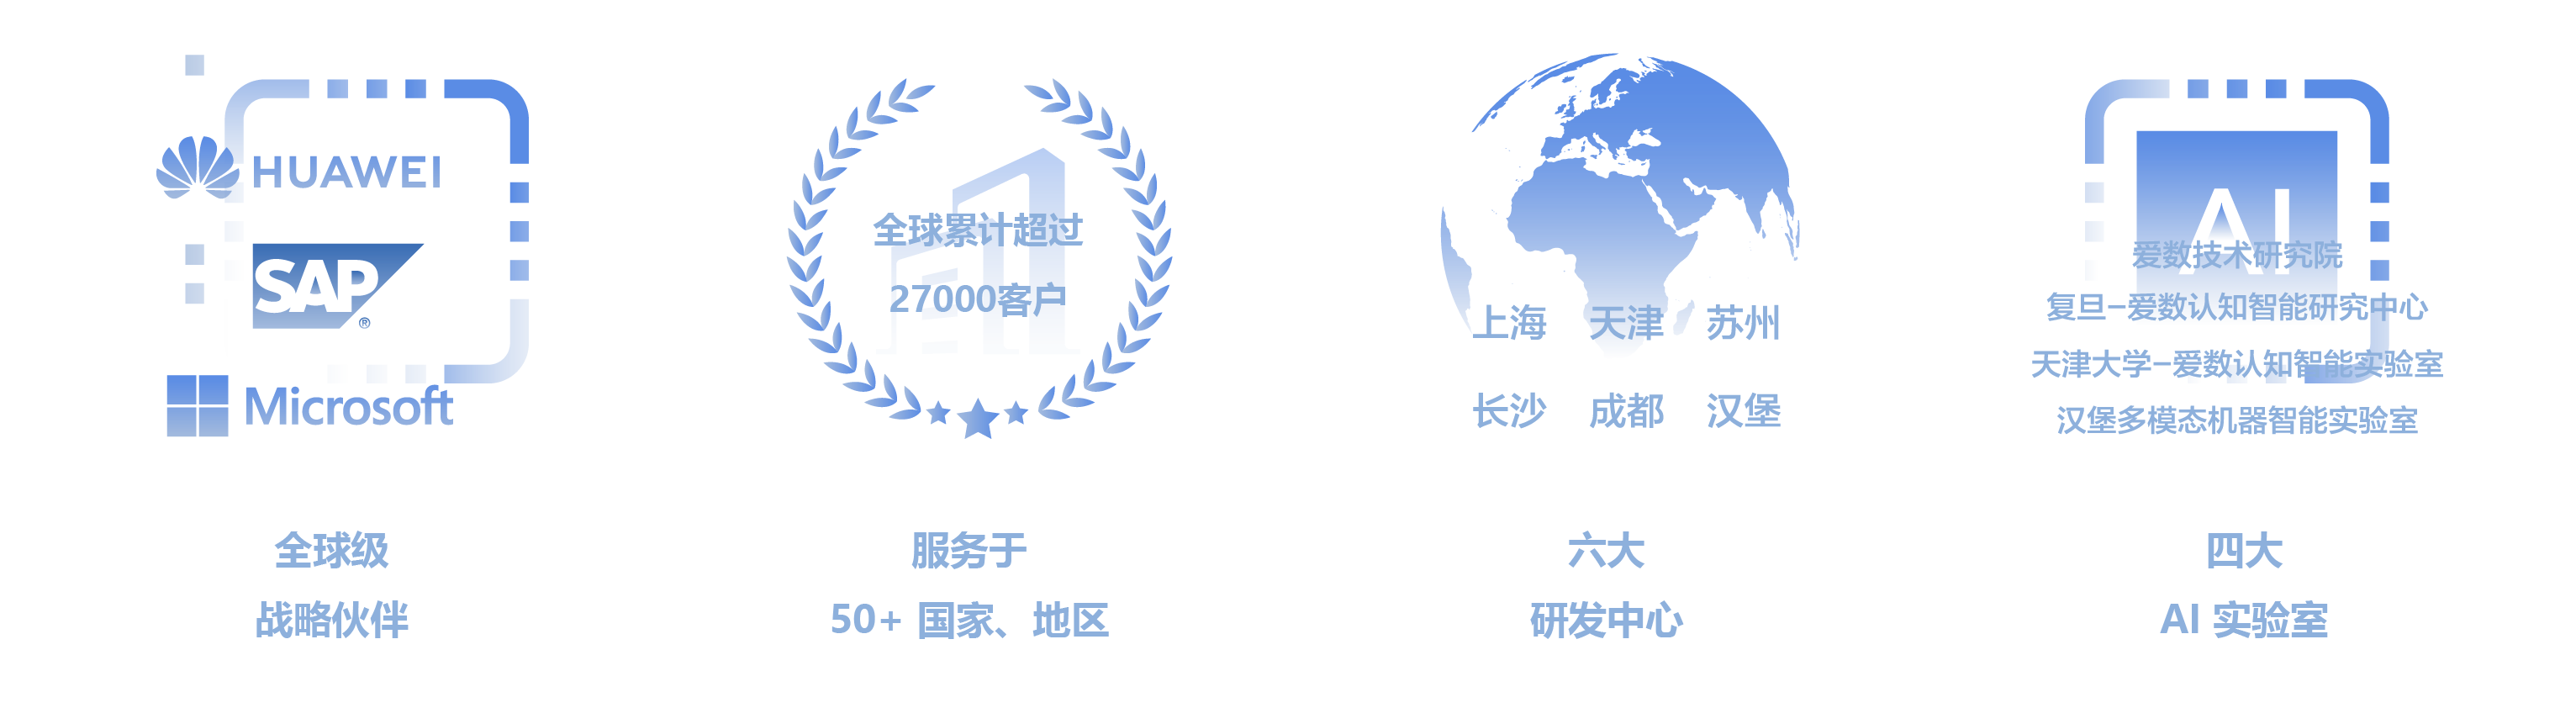 HUAWEI
SAP®
Microsoft
全球级
战略伙伴
全球累计超过
27000客户
服务于
50+ 国家、地区
上海 天津 苏州
长沙 成都 汉堡
六大
研发中心
AI
爱数技术研究院
复旦–爱数认知智能研究中心
天津大学–爱数认知智能实验室
汉堡多模态机器智能实验室
四大
AI 实验室